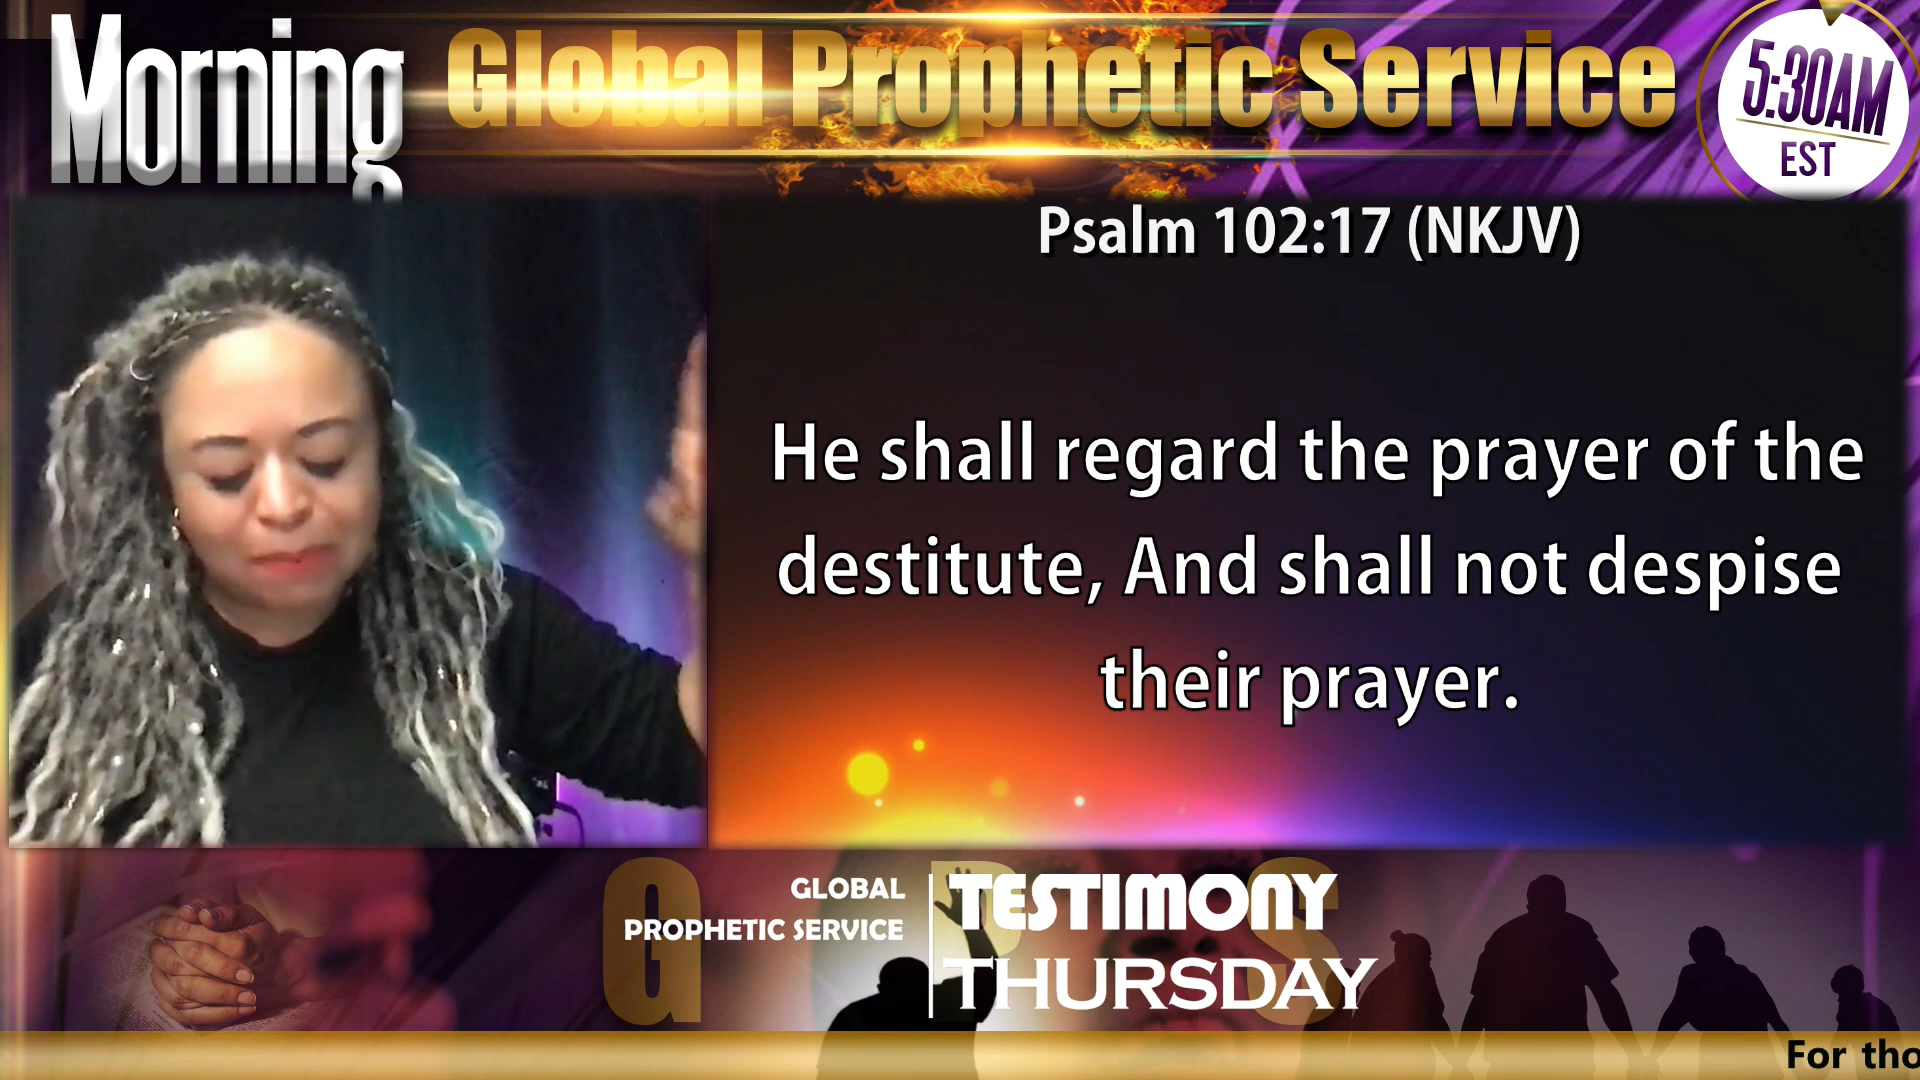 Morning
Global Prophetic Service
5:30AM
EST
Psalm 102:17 (NKJV)
He shall regard the prayer of the
destitute, And shall not despise
their prayer.
GPS
GLOBAL
PROPHETIC SERVICE
TESTIMONY
THURSDAY
For